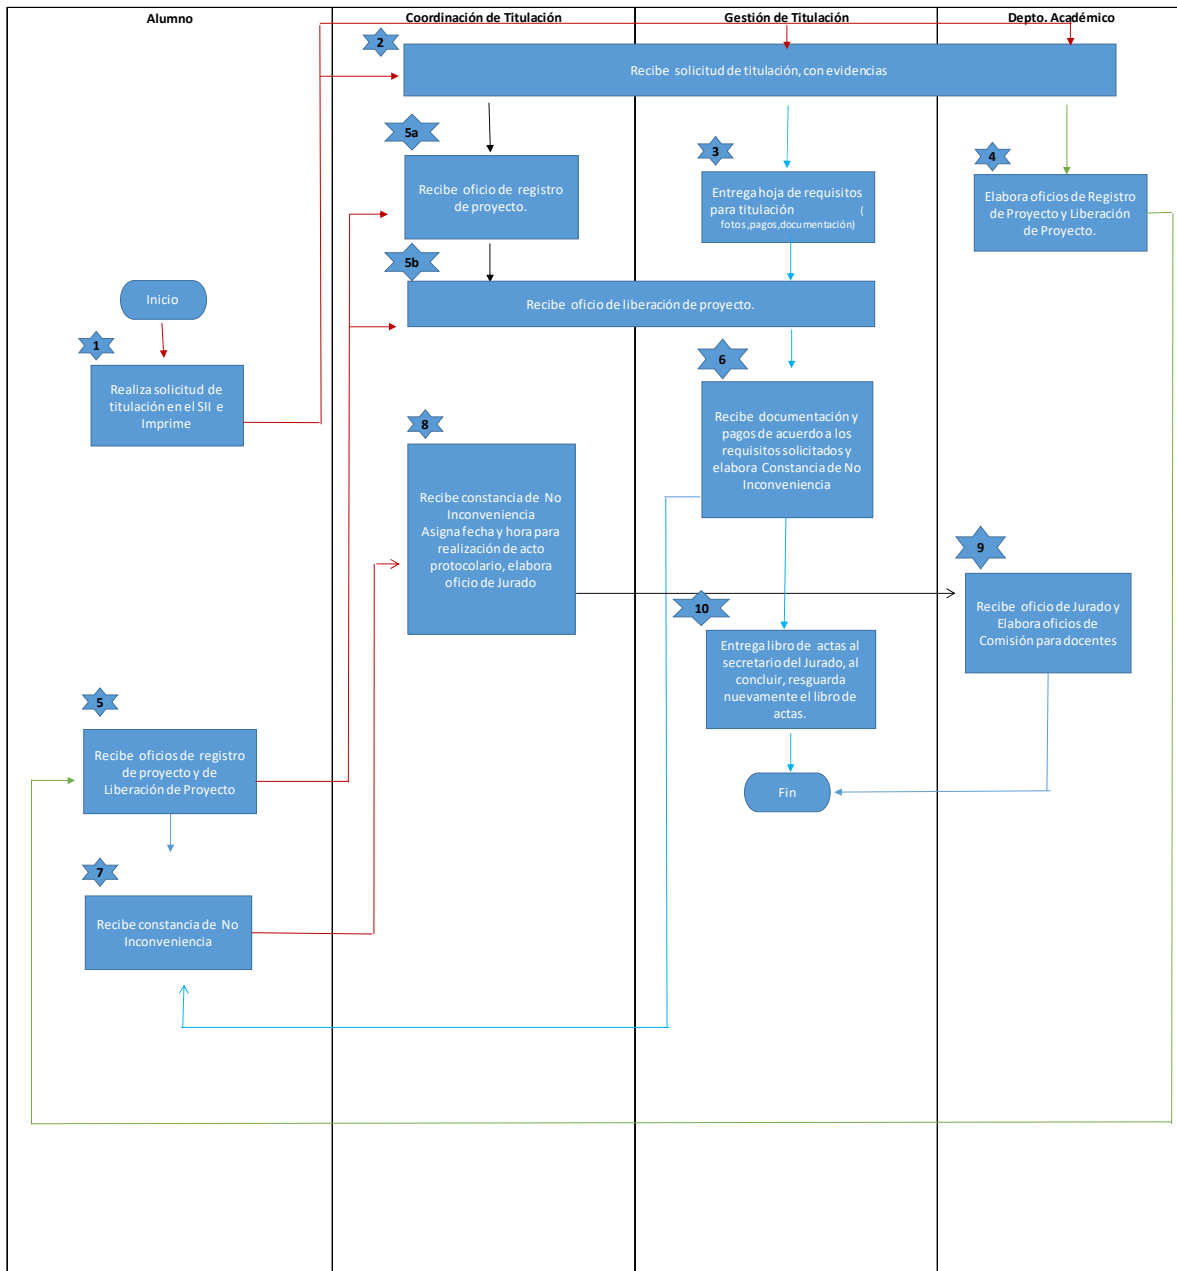 Alumno
Coordinación de Titulación
Gestión de Titulación
Depto. Académico
2
Recibe solicitud de titulación, con evidencias
5a
Recibe oficio de registro
de proyecto.
3
Entrega hoja de requisitos
para titulación (
fotos,pagos,documentación)
4
Elabora oficios de Registro
de Proyecto y Liberación
de Proyecto.
5b
Recibe oficio de liberación de proyecto.
Inicio
1
Realiza solicitud de
titulación en el SII e
Imprime
6
Recibe documentación y
pagos de acuerdo a los
requisitos solicitados y
elabora Constancia de No
Inconveniencia
8
Recibe constancia de No
Inconveniencia
Asigna fecha y hora para
realización de acto
protocolario, elabora
oficio de Jurado
9
Recibe oficio de Jurado y
Elabora oficios de
Comisión para docentes
10
Entrega libro de actas al
secretario del Jurado, al
concluir, resguarda
nuevamente el libro de
actas.
5
Recibe oficios de registro
de proyecto y de
Liberación de Proyecto
Fin
7
Recibe constancia de No
Inconveniencia